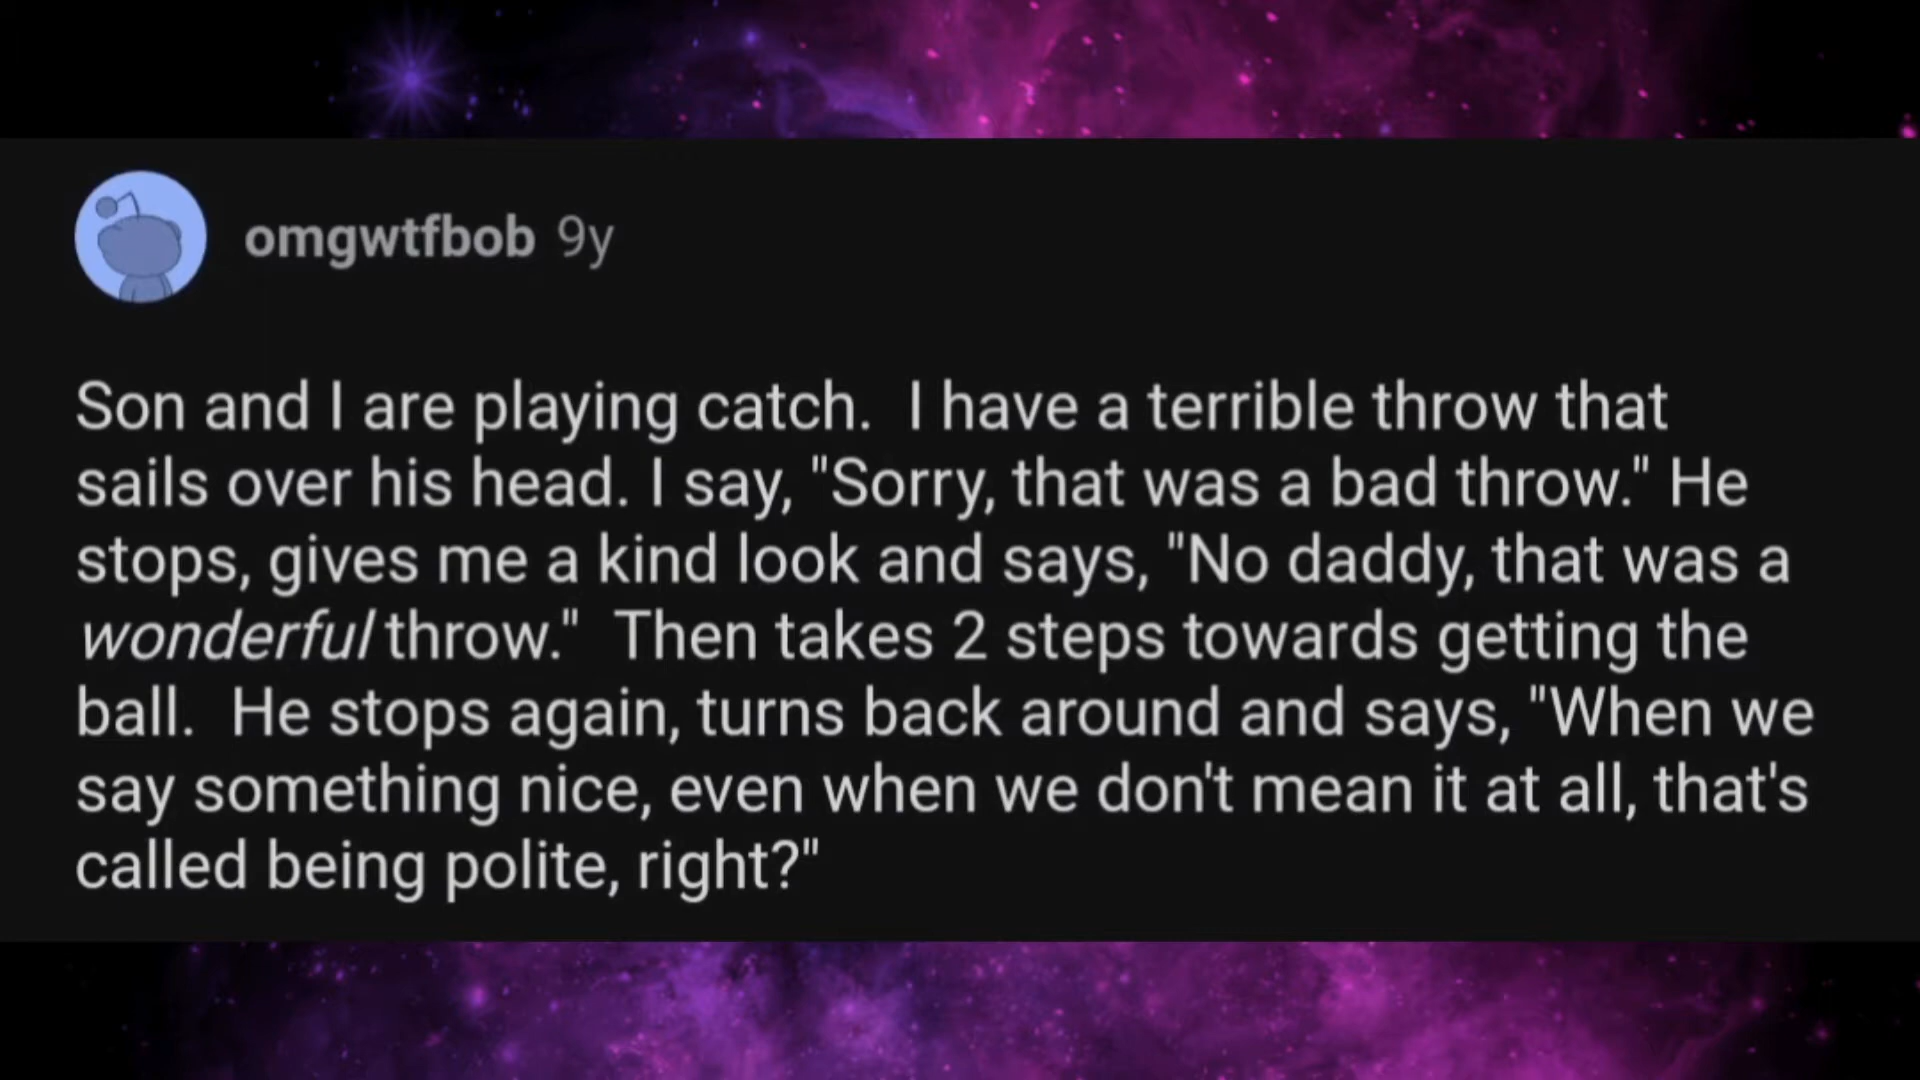 omgwtfbob 9y
Son and I are playing catch.  I have a terrible throw that
sails over his head. I say, "Sorry, that was a bad throw." He
stops, gives me a kind look and says, "No daddy, that was a
wonderful throw."  Then takes 2 steps towards getting the
ball.  He stops again, turns back around and says, "When we
say something nice, even when we don't mean it at all, that's
called being polite, right?"